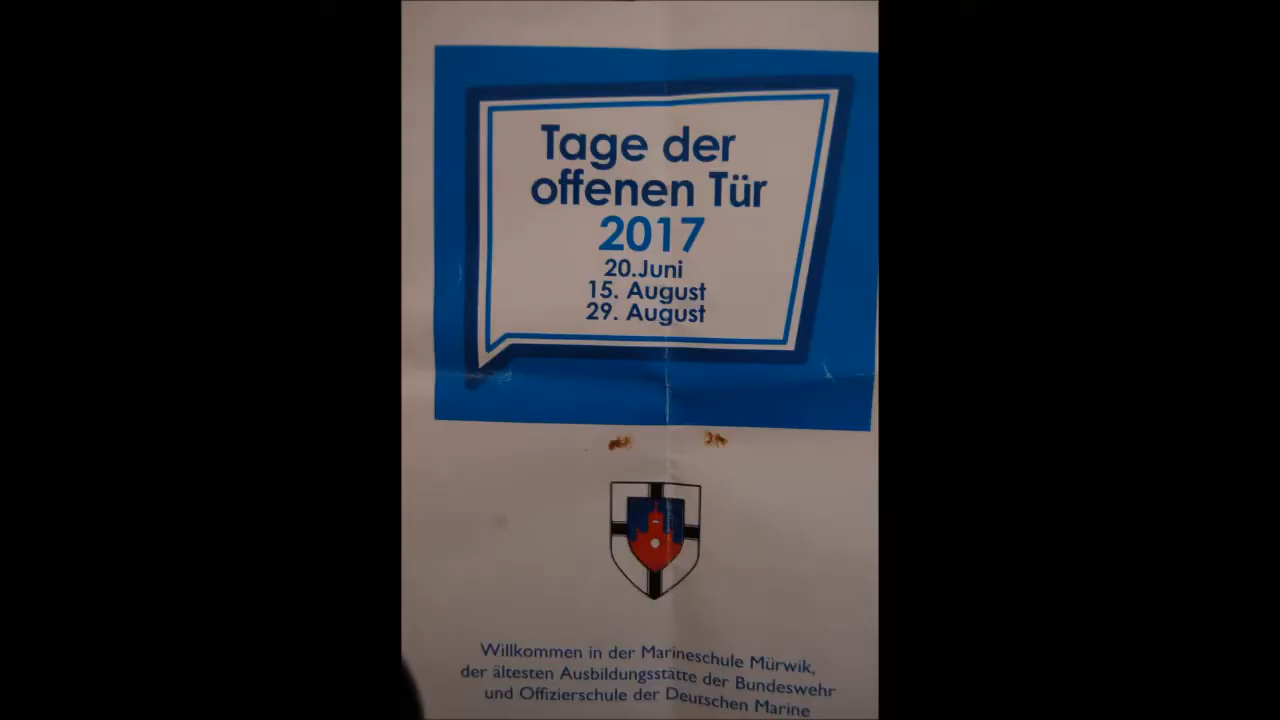 Tage der
offenen Tür
2017
20.Juni
15. August
29. August
Willkommen in der Marineschule Mürwik,
der ältesten Ausbildungsstätte der Bundeswehr
und Offizierschule der Deutschen Marine